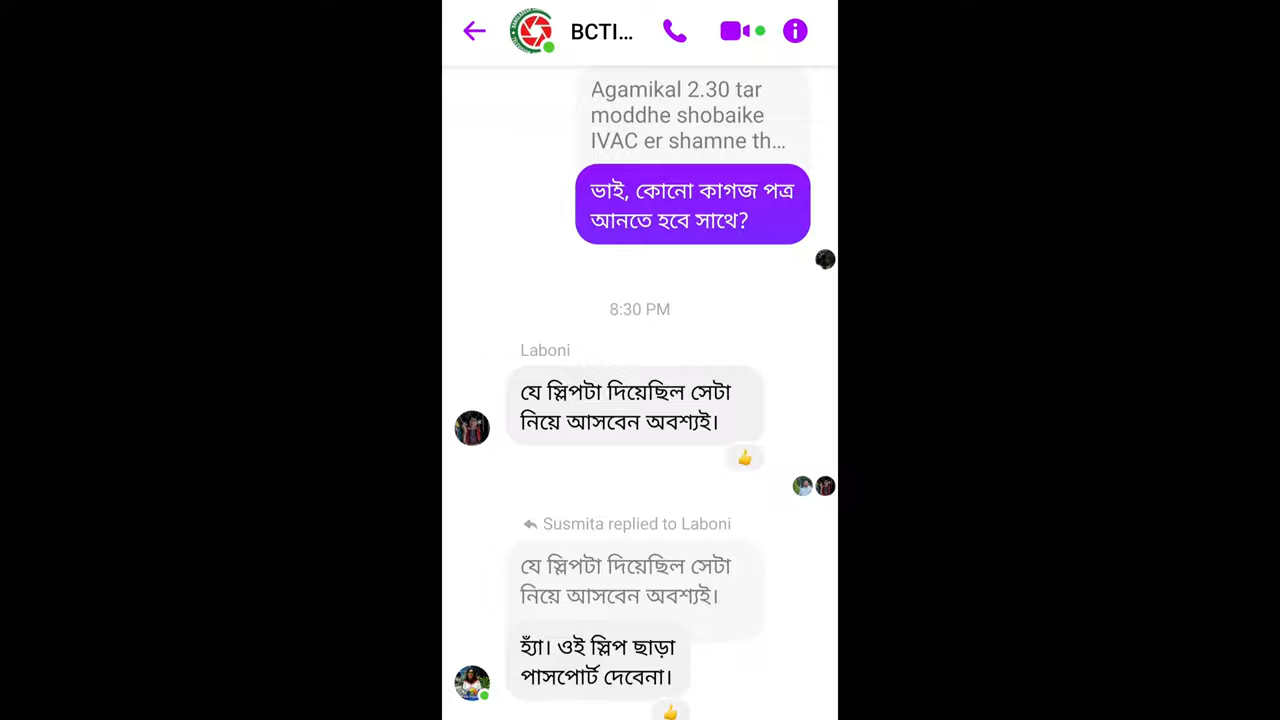 BCTI...
Agamikal 2.30 tar
moddhe shobaike
IVAC er shamne th...
ভাই, কোনো কাগজ পত্র
আনতে হবে সাথে?
8:30 PM
Laboni
যে স্লিপটা দিয়েছিল সেটা
নিয়ে আসবেন অবশ্যই।
Susmita replied to Laboni
যে স্লিপটা দিয়েছিল সেটা
নিয়ে আসবেন অবশ্যই।
হ্যাঁ। ওই স্লিপ ছাড়া
পাসপোর্ট দেবেনা।